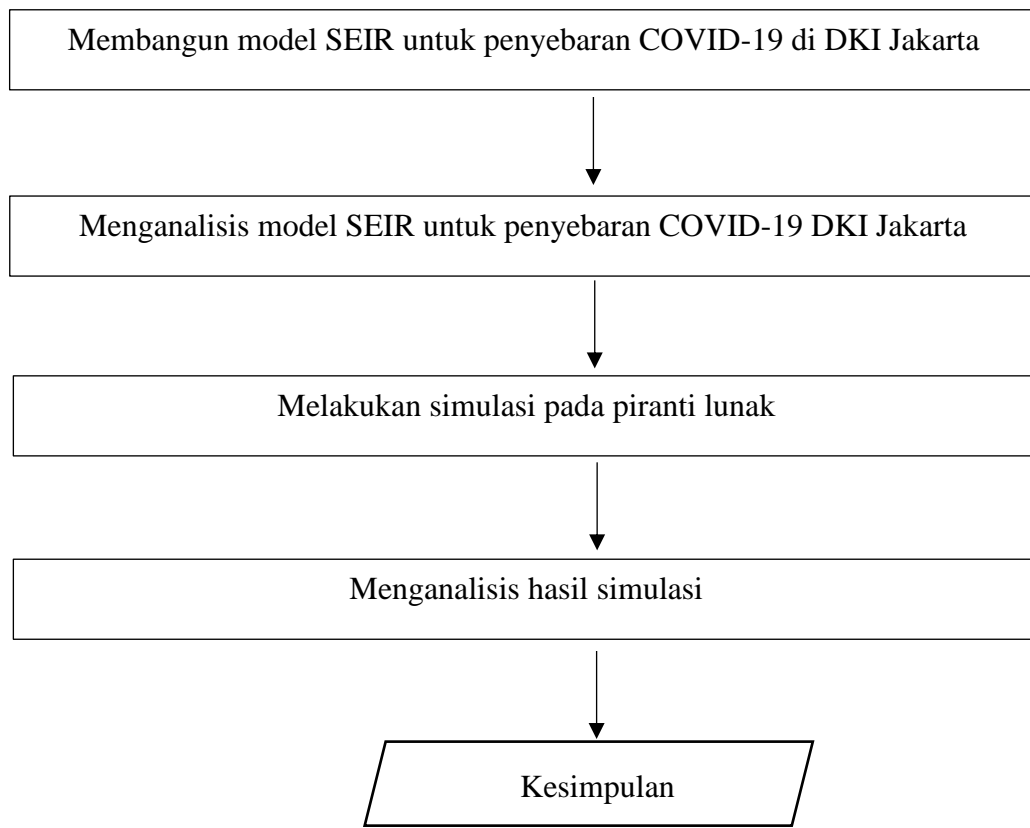 Membangun model SEIR untuk penyebaran COVID-19 di DKI Jakarta
Menganalisis model SEIR untuk penyebaran COVID-19 DKI Jakarta
Melakukan simulasi pada piranti lunak
Menganalisis hasil simulasi
Kesimpulan